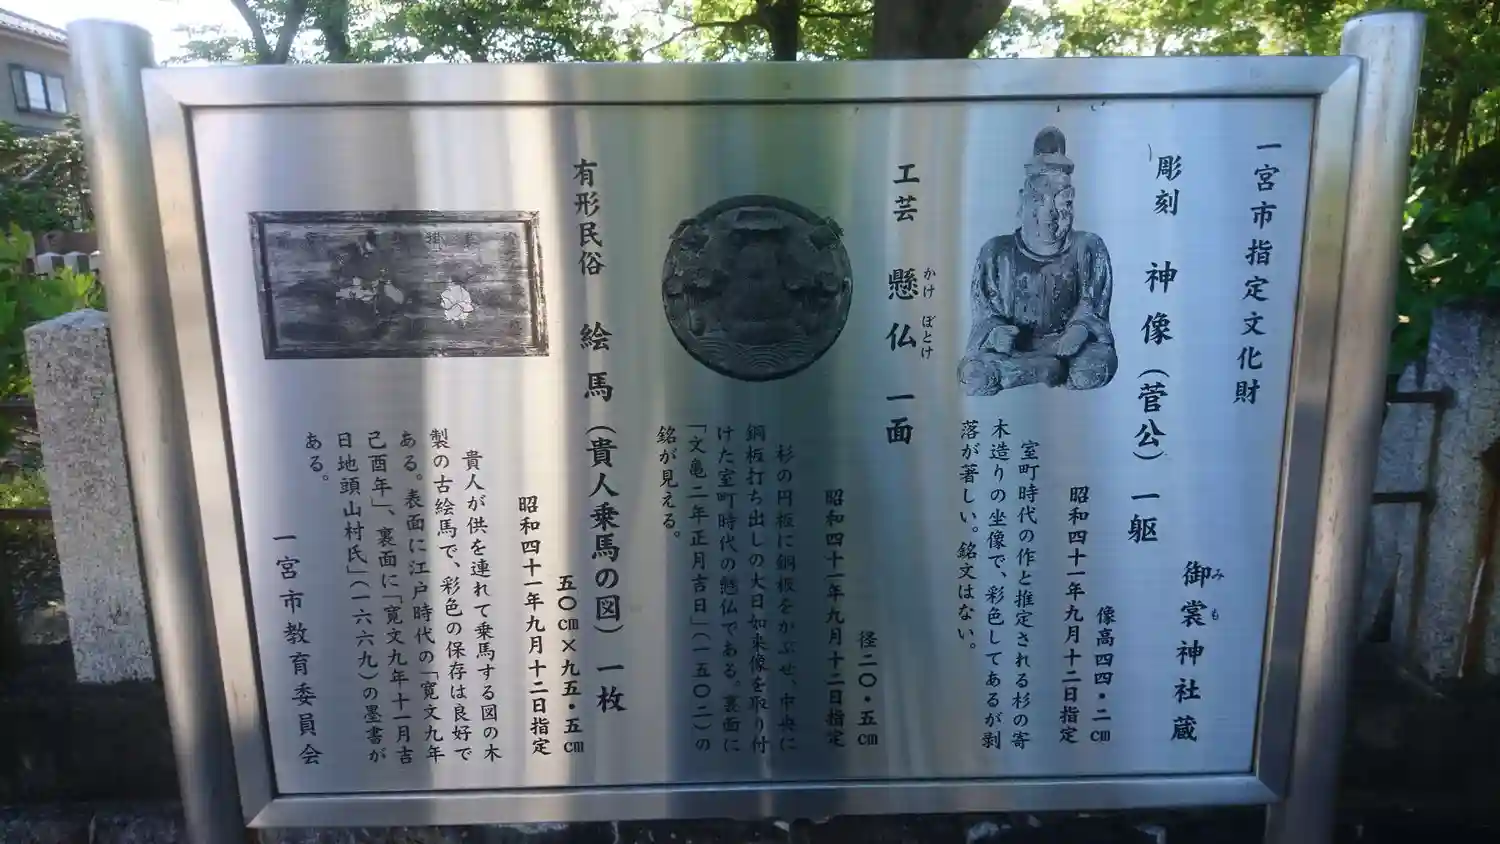 一宮市指定文化財
御裳神社蔵
みも
彫刻 神像(菅公)一躯
像高四四・二cm
昭和四十一年九月十二日指定
室町時代の作と推定される杉の寄
木造りの坐像で、彩色してあるが剥
落が著しい。銘文はない。
工芸 懸仏 一面
かけ ぼとけ
径二〇・五cm
昭和四十一年九月十二日指定
杉の円板に銅板をかぶせ、中央に
銅板打ち出しの大日如来像を取り付
けた室町時代の懸仏である。裏面に
「文亀二年正月吉日」(一五〇二)の
銘が見える。
有形民俗 絵馬(貴人乗馬の図)一枚
五〇cm×九五・五cm
昭和四十一年九月十二日指定
貴人が供を連れて乗馬する図の木
製の古絵馬で、彩色の保存は良好で
ある。表面に江戸時代の「寛文九年
己酉年」、裏面に「寛文九年十一月吉
日地頭山村氏」(一六六九)の墨書が
ある。
一宮市教育委員会